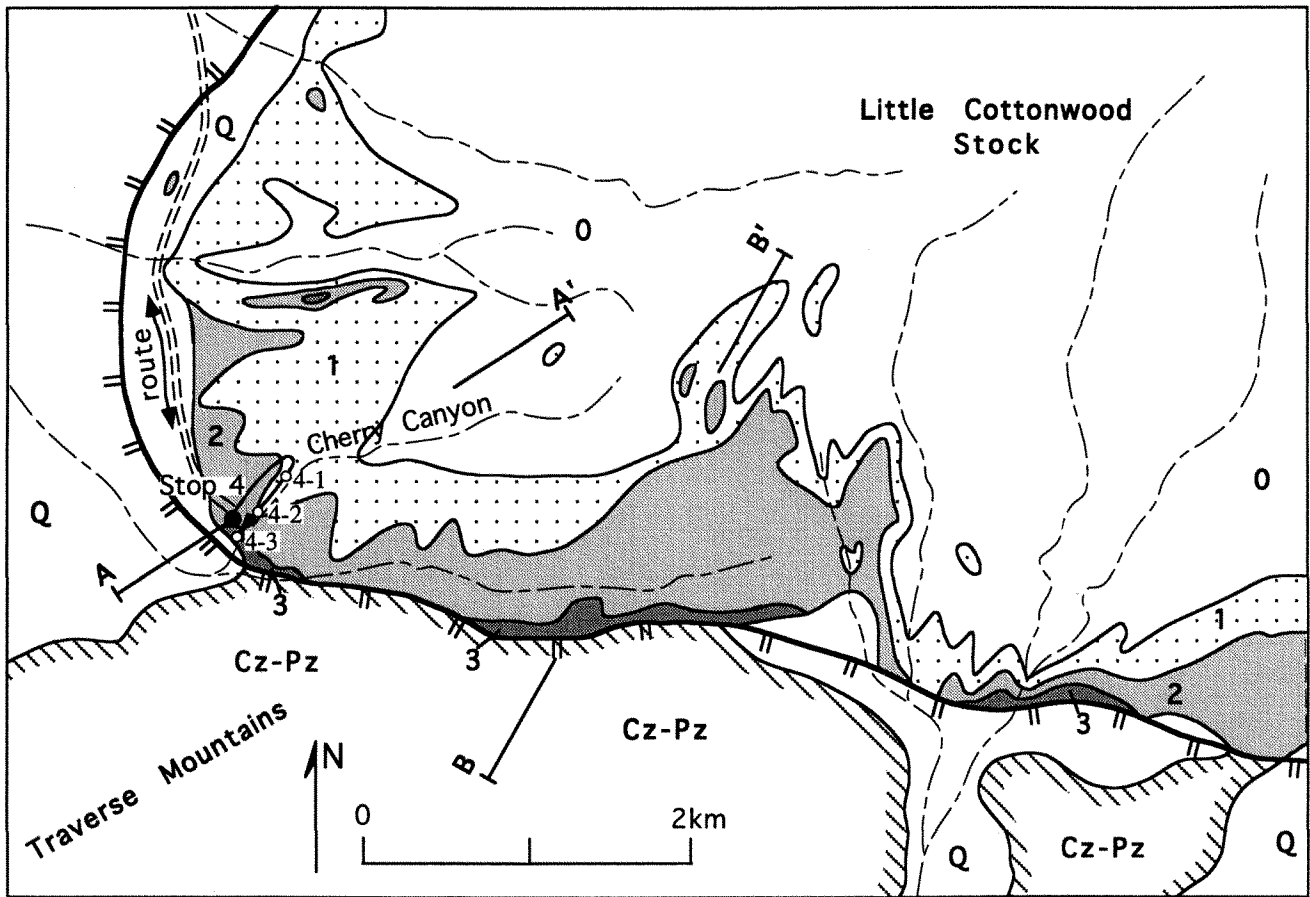 Little Cottonwood
Stock
Q
0
B'
A'
route
1
Cherry Canyon
2
Stop 4
4-1
4-2
4-3
Q
0
A
3
1
Cz-Pz
3
N
2
3
Cz-Pz
B
Traverse Mountains
N
0
2km
Q
Cz-Pz
Q